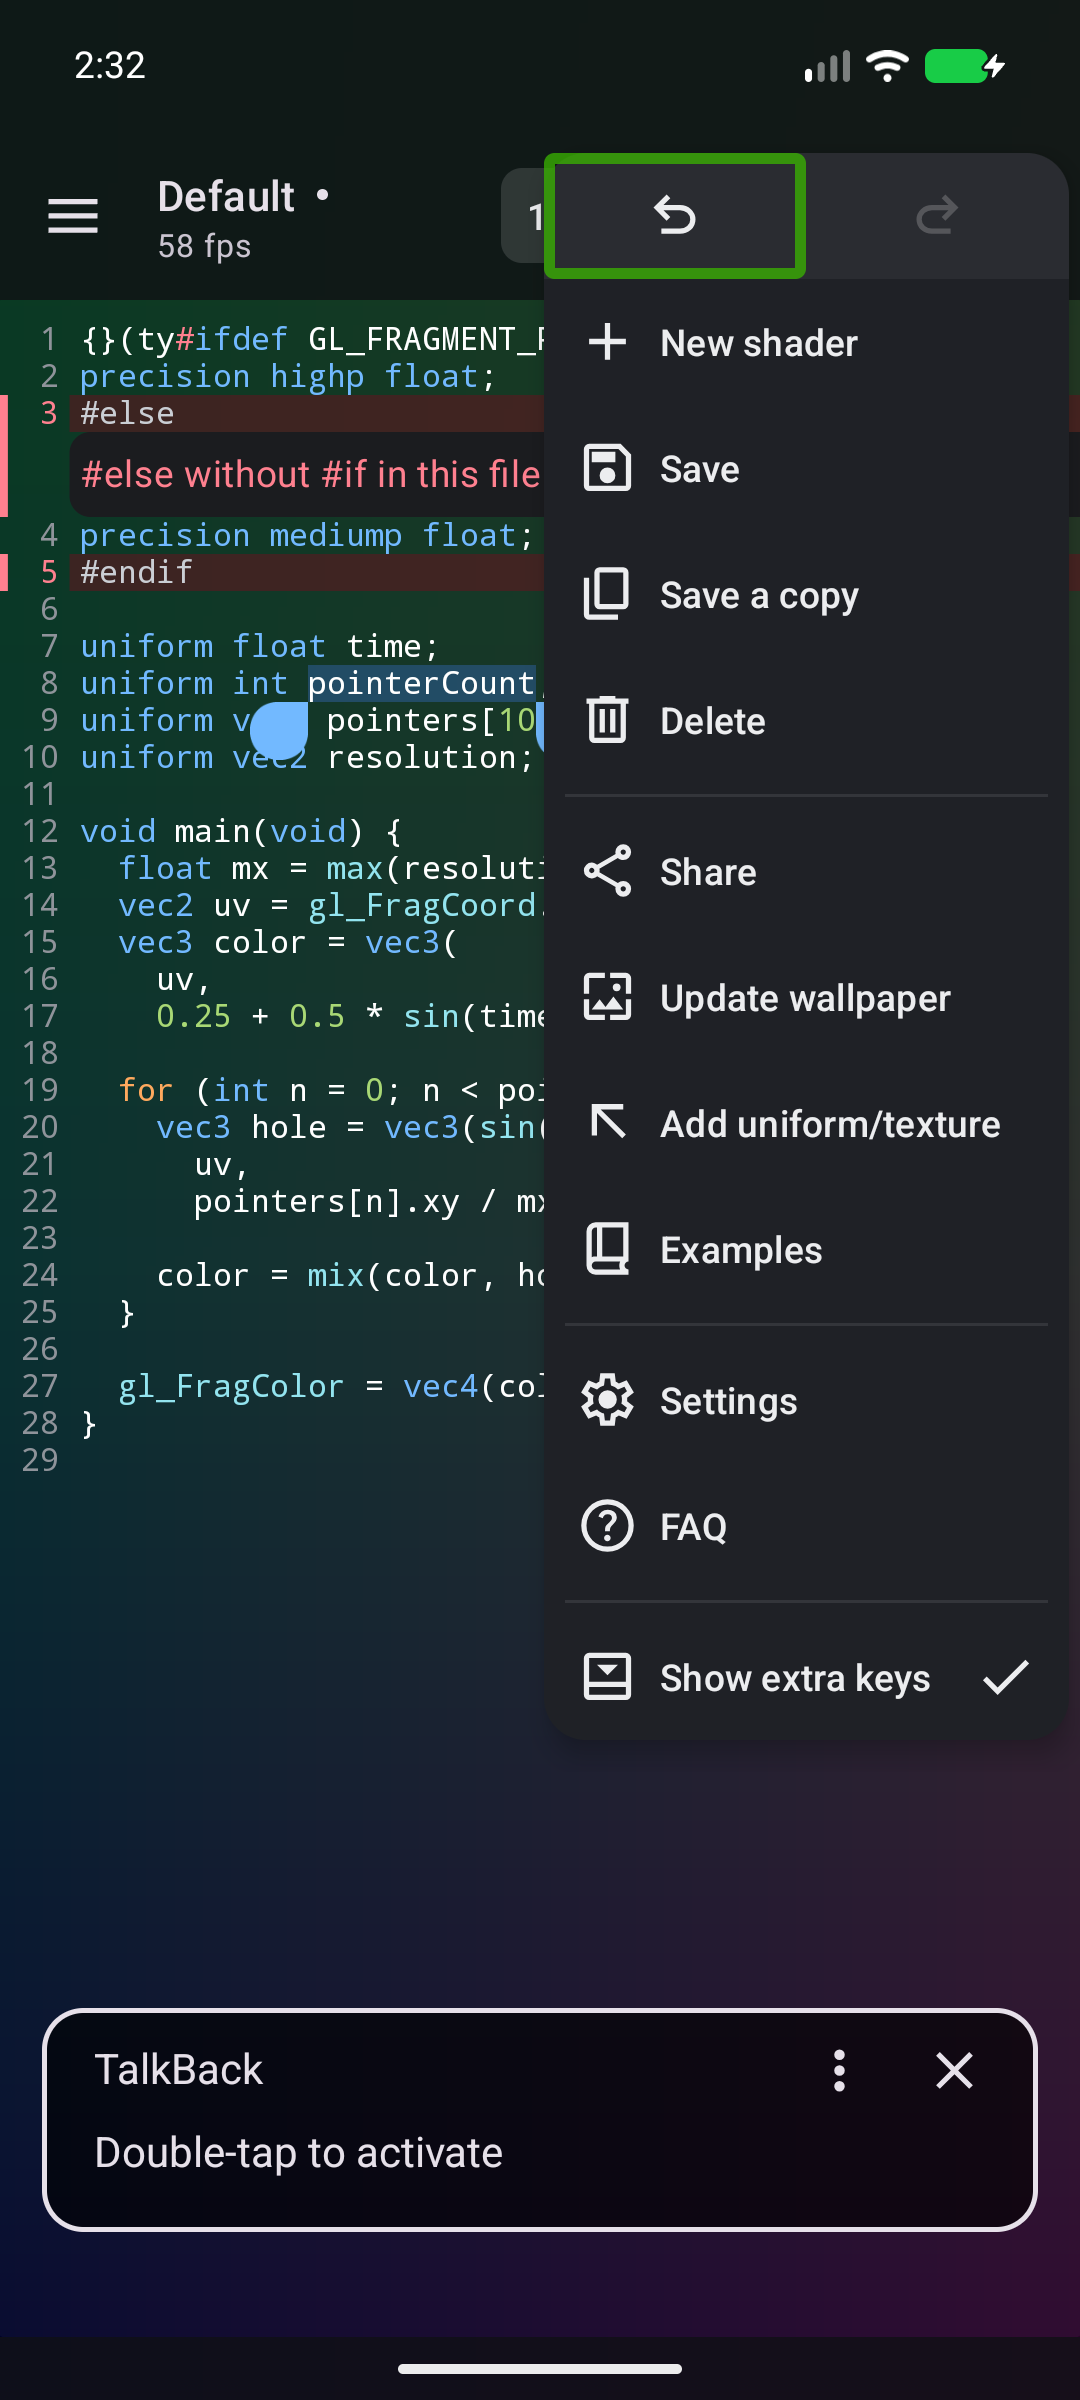 2:32
Default •
58 fps
1
1 {}(ty#ifdef GL_FRAGMENT_
2 precision highp float;
3 #else
#else without #if in this file
4 precision mediump float;
5 #endif
6
7 uniform float time;
8 uniform int pointerCount
9 uniform v pointers[10
10 uniform vec2 resolution;
11
12 void main(void) {
13 float mx = max(resoluti
14 vec2 uv = gl_FragCoord.
15 vec3 color = vec3(
16 uv,
17 0.25 + 0.5 * sin(time
18
19 for (int n = 0; n < poi
20 vec3 hole = vec3(sin(
21 uv,
22 pointers[n].xy / mx
23
24 color = mix(color, ho
25 }
26
27 gl_FragColor = vec4(col
28 }
29
New shader
Save
Save a copy
Delete
Share
Update wallpaper
Add uniform/texture
Examples
Settings
FAQ
Show extra keys
TalkBack
Double-tap to activate